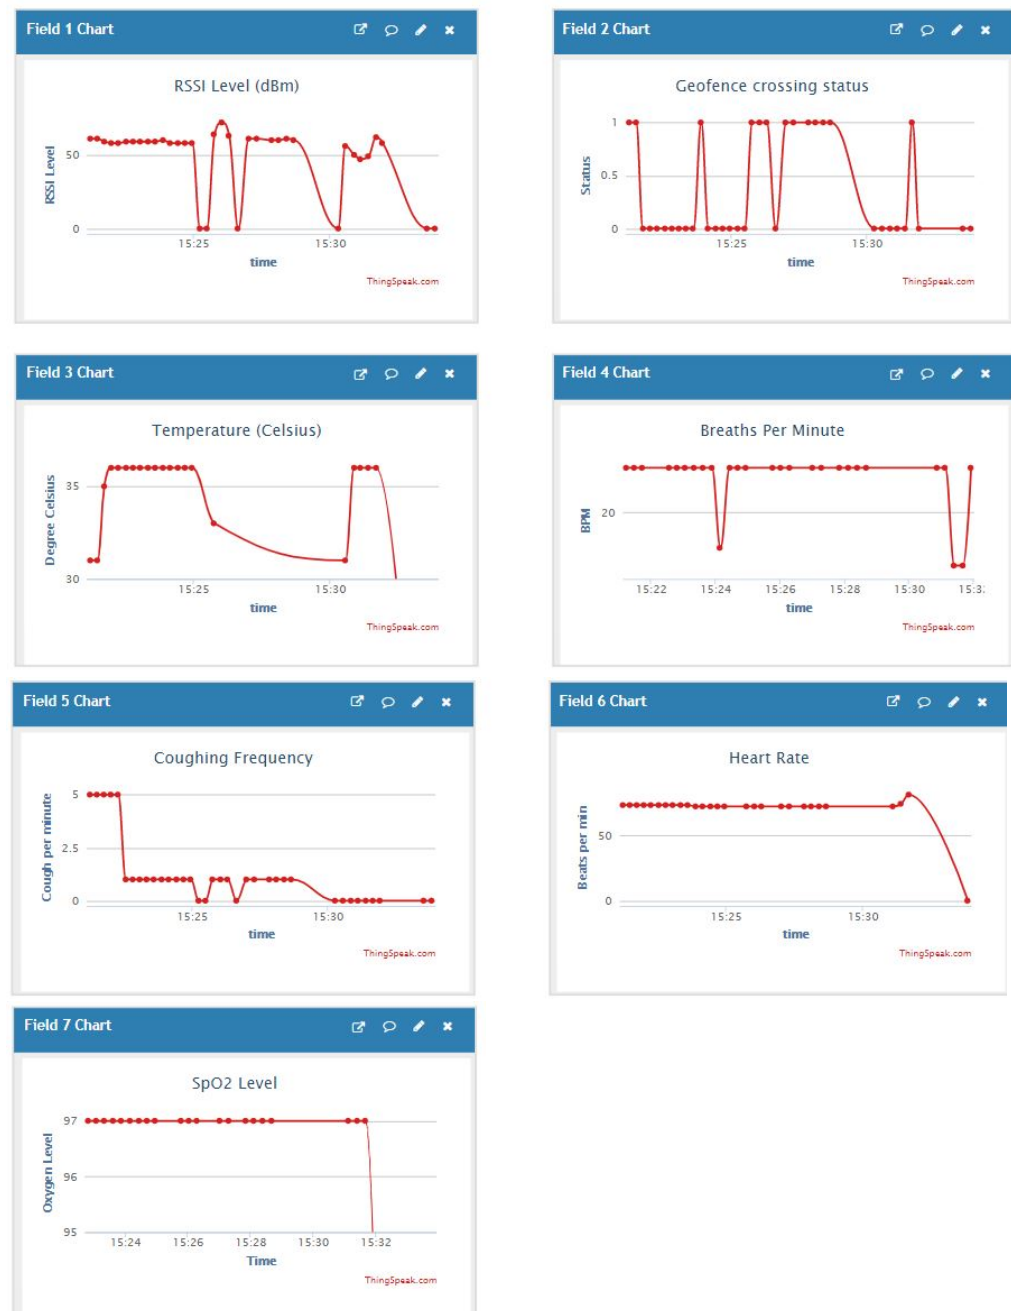 Field 1 Chart
RSSI Level (dBm)
RSSI Level
50
0
15:25
15:30
time
ThingSpeak.com
Field 2 Chart
Geofence crossing status
Status
1
0.5
0
15:25
15:30
time
ThingSpeak.com
Field 3 Chart
Temperature (Celsius)
Degree Celsius
35
30
15:25
15:30
time
ThingSpeak.com
Field 4 Chart
Breaths Per Minute
BPM
20
15:22
15:24
15:26
15:28
15:30
time
ThingSpeak.com
Field 5 Chart
Coughing Frequency
Cough per minute
5
2.5
0
15:25
15:30
time
ThingSpeak.com
Field 6 Chart
Heart Rate
Beats per min
50
0
15:25
15:30
time
ThingSpeak.com
Field 7 Chart
SpO2 Level
Oxygen Level
97
96
95
15:24
15:26
15:28
15:30
15:32
Time
ThingSpeak.com